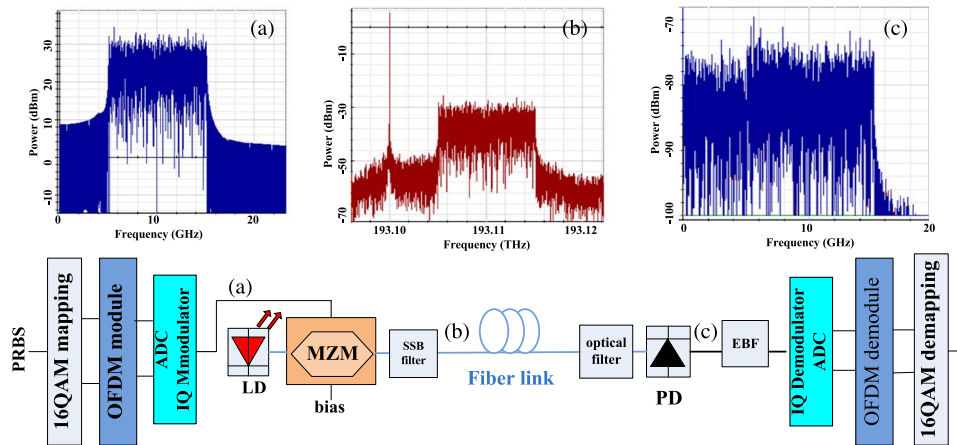 (a)
30
20
10
0
-10
Power (dBm)
0
10
20
Frequency (GHz)
(b)
-10
-30
-50
-70
Power (dBm)
193.10
193.11
193.12
Frequency (THz)
(c)
-70
-80
-90
-100
Power (dBm)
0
10
20
Frequency (GHz)
PRBS
16QAM mapping
OFDM module
ADC
IQ Mmodulator
(a)
LD
MZM
bias
SSB
filter
(b)
Fiber link
optical
filter
PD
(c)
EBF
IQ Demodulator
ADC
OFDM demodule
16QAM demapping